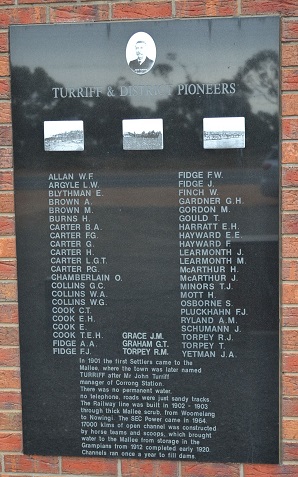 TURRIFF & DISTRICT PIONEERS
ALLAN W.F.
ARGYLE L.W.
BLYTHMAN E.
BROWN A.
BROWN M.
BURNS H.
CARTER B.A.
CARTER F.G.
CARTER G.
CARTER H.
CARTER L.G.T.
CARTER P.G.
CHAMBERLAIN O.
COLLINS G.C.
COLLINS W.A.
COLLINS W.G.
COOK C.T.
COOK E.H.
COOK E.
COOK T.E.H.
FIDGE A.A.
FIDGE F.J.
GRACE J.M.
GRAHAM G.T.
TORPEY R.M.
FIDGE F.W.
FIDGE J.
FINCH W.
GARDNER G.H.
GORDON M.
GOULD T.
HARRATT E.H.
HAYWARD E.E.
HAYWARD F.
LEARMONTH J.
LEARMONTH M.
McARTHUR H.
McARTHUR J.
MINORS T.J.
MOTT H.
OSBORNE S.
PLUCKHAN F.J.
RYLAND A.M.
SCHUMANN J.
TORPEY R.J.
TORPEY T.
YETMAN J.A.
In 1901 the first Settlers came to the
Mallee, where the town was later named
TURRIFF after Mr John Turriff
manager of Corrong Station.
There was no permanent water,
no telephone, roads were just sandy tracks
The Railway line was built in 1902 - 1903
through thick Mallee scrub, from Woomelang
to Nowingi. The SEC Power came in 1964.
17000 klms of open channel was constructed
by horse teams and scoops, which brought
water to the Mallee from storage in the
Grampians from 1912 completed early 1920.
Channels ran once a year to fill dams.